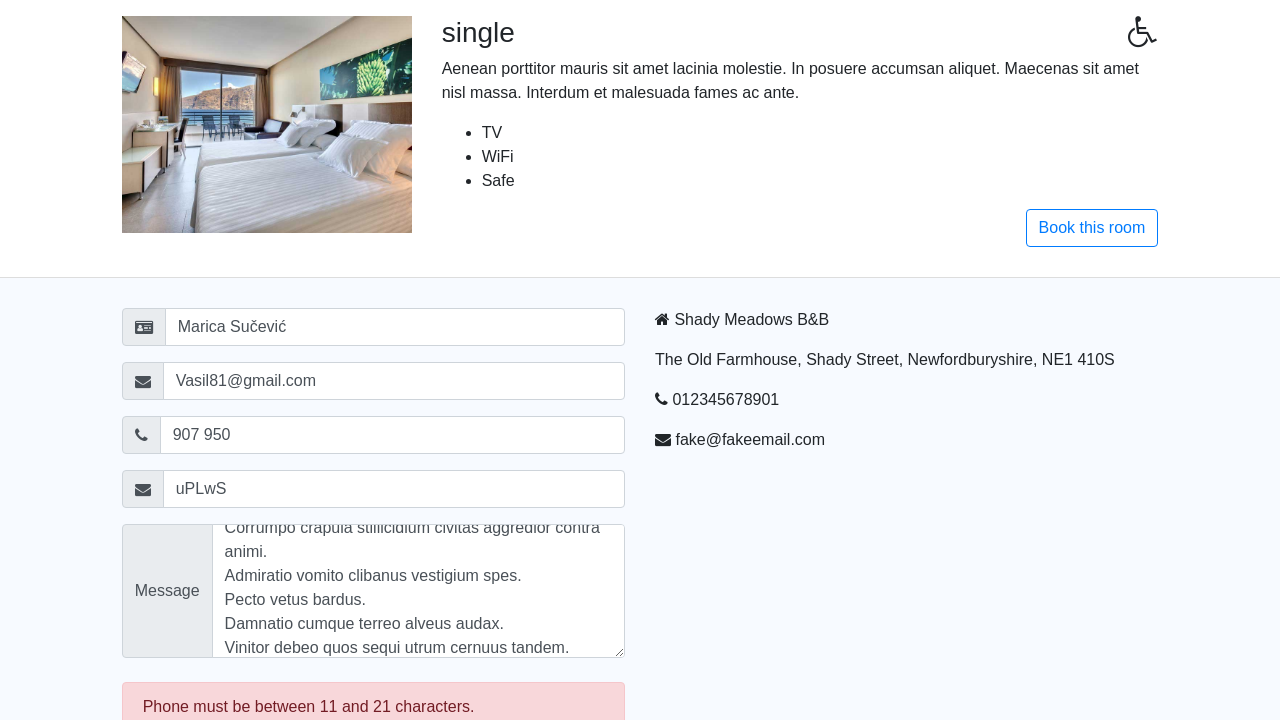 single
Aenean porttitor mauris sit amet lacinia molestie. In posuere accumsan aliquet. Maecenas sit amet
nisl massa. Interdum et malesuada fames ac ante.
TV
WiFi
Safe
Book this room
Marica Sučević
Vasil81@gmail.com
907 950
uPLwS
Message
Corrumpo crapula stillicidium civitas aggredior contra
animi.
Admiratio vomito clibanus vestigium spes.
Pecto vetus bardus.
Damnatio cumque terreo alveus audax.
Vinitor debeo quos sequi utrum cernuus tandem.
Phone must be between 11 and 21 characters.
Shady Meadows B&B
The Old Farmhouse, Shady Street, Newfordburyshire, NE1 410S
012345678901
fake@fakeemail.com